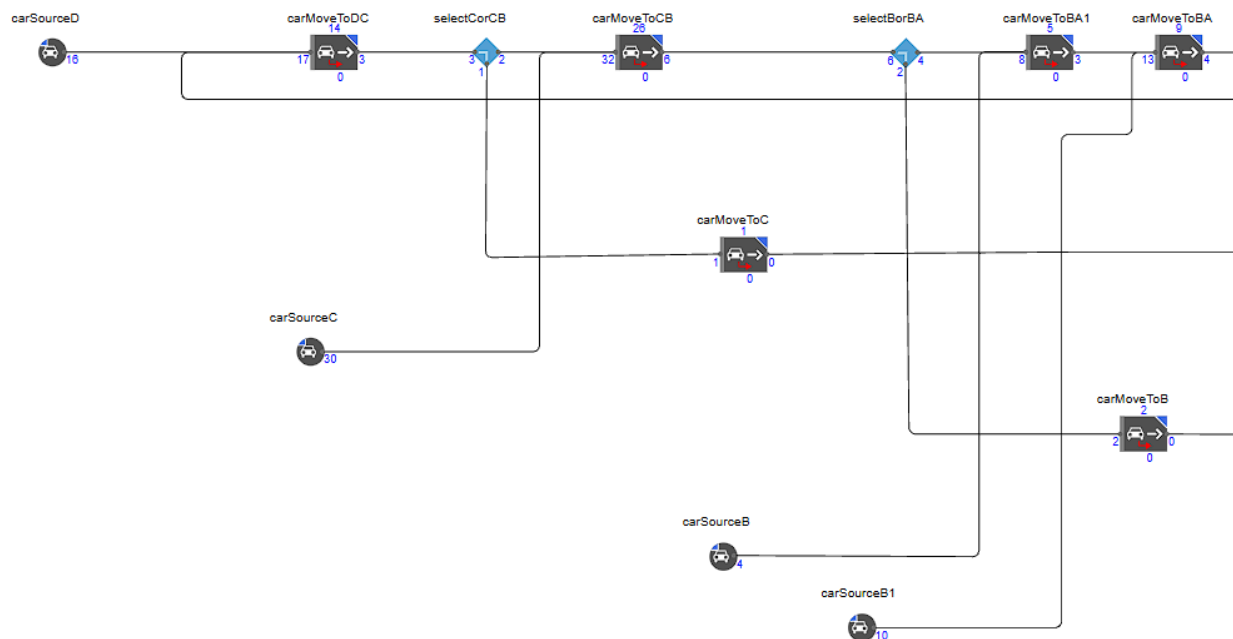 carSourceD
16
carMoveToDC
14
17
3
0
selectCorCB
3
2
1
carMoveToCB
26
32
6
0
selectBorBA
6
4
2
carMoveToBA1
5
8
3
0
carMoveToBA
9
13
4
0
carMoveToC
1
1
0
0
carSourceC
30
carMoveToB
2
2
0
0
carSourceB
4
carSourceB1
10